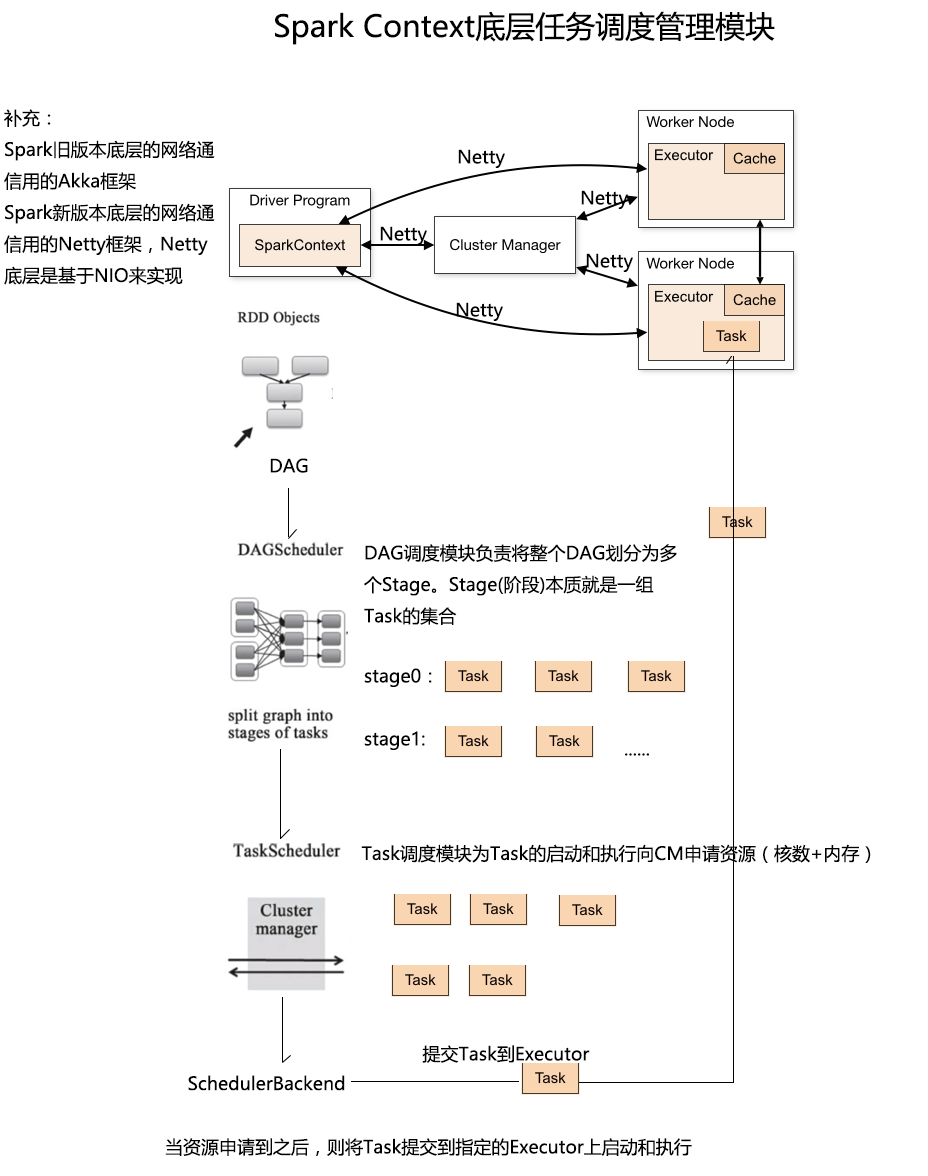 Spark Context底层任务调度管理模块
补充：
Spark旧版本底层的网络通
信用的Akka框架
Spark新版本底层的网络通
信用的Netty框架，Netty
底层是基于NIO来实现
Driver Program
SparkContext
Netty
Netty
Netty
Cluster Manager
Netty
Netty
Worker Node
Executor
Cache
Worker Node
Executor
Cache
Task
RDD Objects
DAG
Task
DAGScheduler
DAG调度模块负责将整个DAG划分为多
个Stage。Stage(阶段)本质就是一组
Task的集合
split graph into
stages of tasks
stage0：
Task
Task
Task
stage1:
Task
Task
......
TaskScheduler
Task调度模块为Task的启动和执行向CM申请资源（核数+内存）
Cluster
manager
Task
Task
Task
Task
Task
提交Task到Executor
SchedulerBackend
Task
当资源申请到之后，则将Task提交到指定的Executor上启动和执行